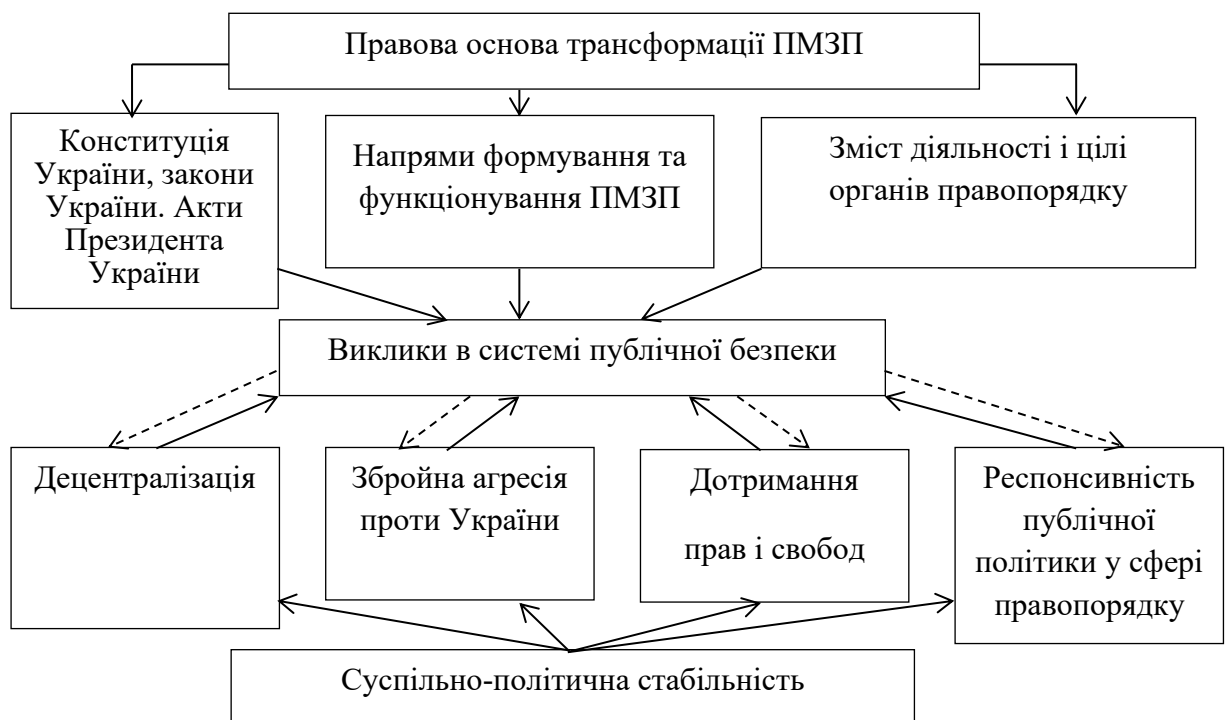 Правова основа трансформації ПМЗП
Конституція
України, закони
України. Акти
Президента
України
Напрями формування та
функціонування ПМЗП
Зміст діяльності і цілі
органів правопорядку
Виклики в системі публічної безпеки
Децентралізація
Збройна агресія
проти України
Дотримання
прав і свобод
Респонсивність
публічної
політики у сфері
правопорядку
Суспільно-політична стабільність